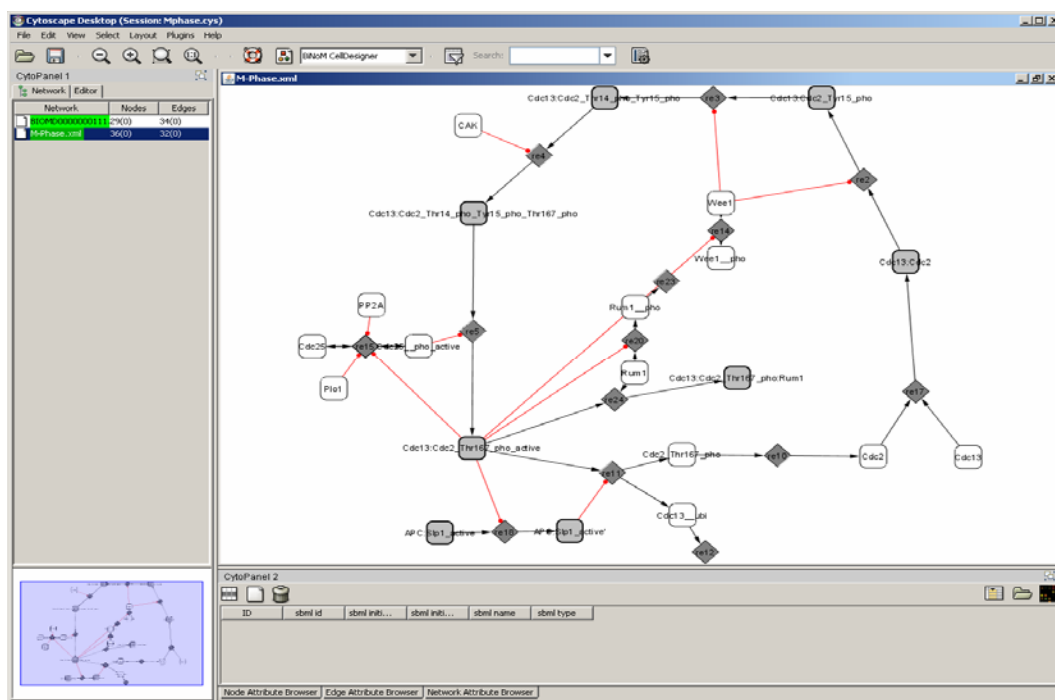 Cytoscape Desktop (Session: Mphase.cys)
File Edit View Select Layout Plugins Help
BiNoM CellDesigner
Search:
CytoPanel 1
Network Editor
Network Nodes Edges
BIOMD0000000111 29(0) 34(0)
M-Phase.xml 36(0) 32(0)
M-Phase.xml
Cdc13:Cdc2_Thr14_pho_Tyr15_pho
re3
Cdc13:Cdc2_Tyr15_pho
CAK
re4
re2
Wee1
Cdc13:Cdc2_Thr14_pho_Tyr15_pho_Thr167_pho
re14
Wee1__pho
Cdc13:Cdc2
re23
PP2A
Rum1__pho
re5
re20
Cdc25
re15
Cdc25__pho_active
Rum1
Cdc13:Cdc2_Thr167_pho:Rum1
Plo1
re24
re17
Cdc13:Cdc2_Thr167_pho_active
Cdc2_Thr167_pho
re10
Cdc2
Cdc13
re11
Cdc13__ubi
APC:Slp1_active
re18
APC:Slp1_active'
re12
CytoPanel 2
ID sbml id sbml initi... sbml initi... sbml name sbml type
Node Attribute Browser Edge Attribute Browser Network Attribute Browser